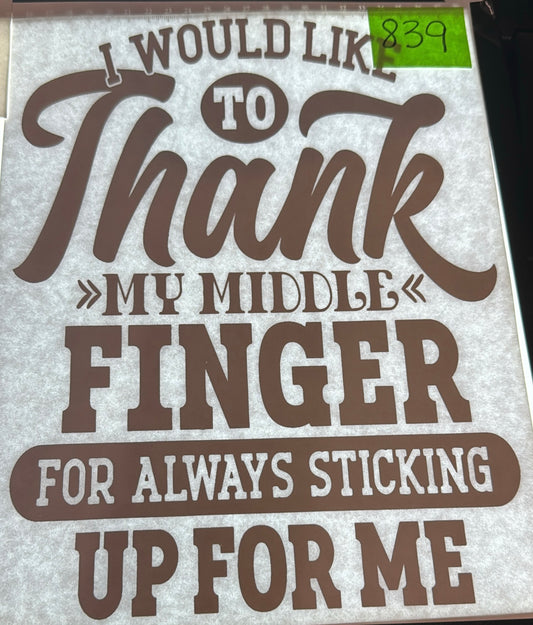 839
I WOULD LIKE
TO
Thank
»MY MIDDLE«
FINGER
FOR ALWAYS STICKING
UP FOR ME